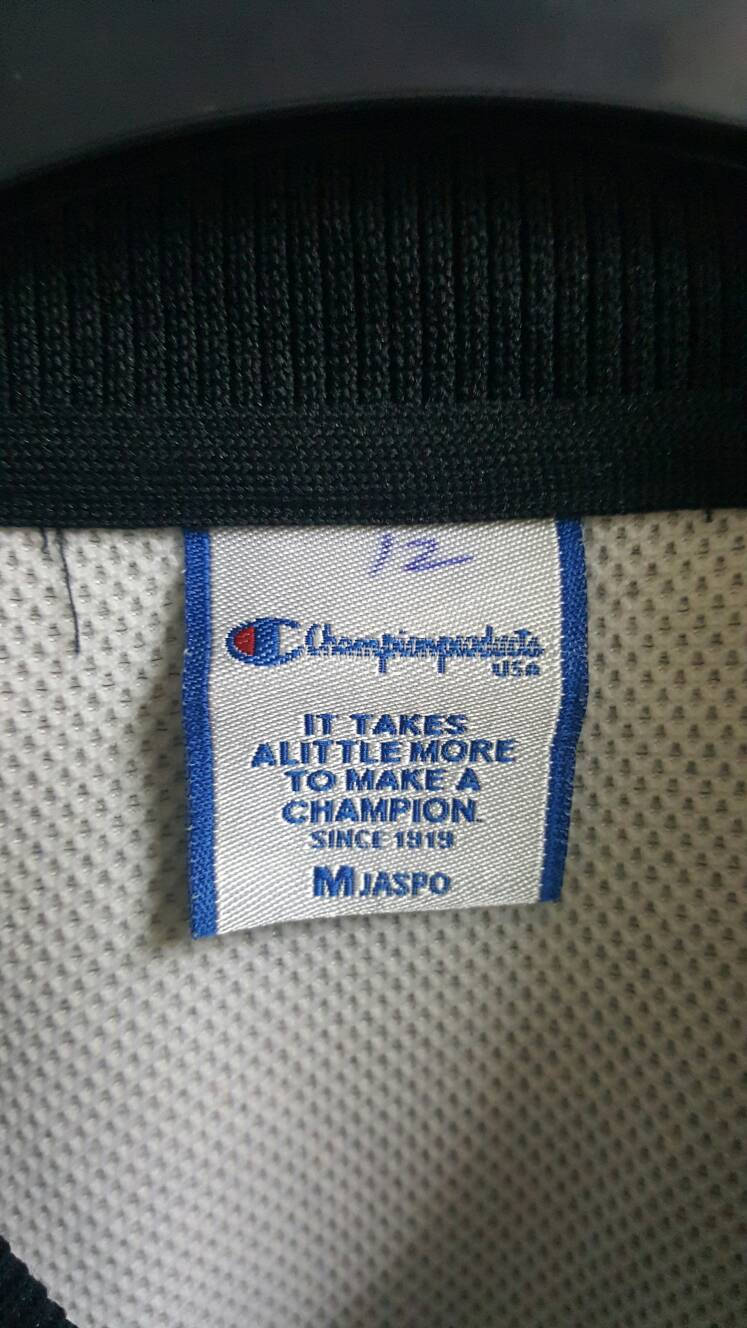 12
Championproducts
USA
IT TAKES
A LITTLE MORE
TO MAKE A
CHAMPION.
SINCE 1919
M JASPO